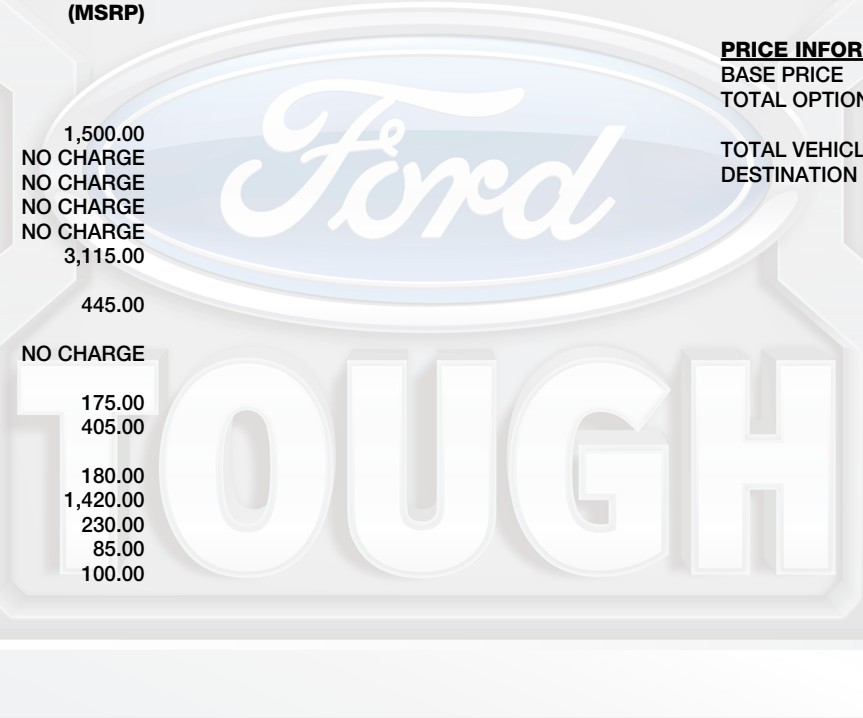 (MSRP)
1,500.00
NO CHARGE
NO CHARGE
NO CHARGE
NO CHARGE
3,115.00
445.00
NO CHARGE
175.00
405.00
180.00
1,420.00
230.00
85.00
100.00
PRICE INFOR
BASE PRICE
TOTAL OPTION
TOTAL VEHICL
DESTINATION
Ford
TOUGH